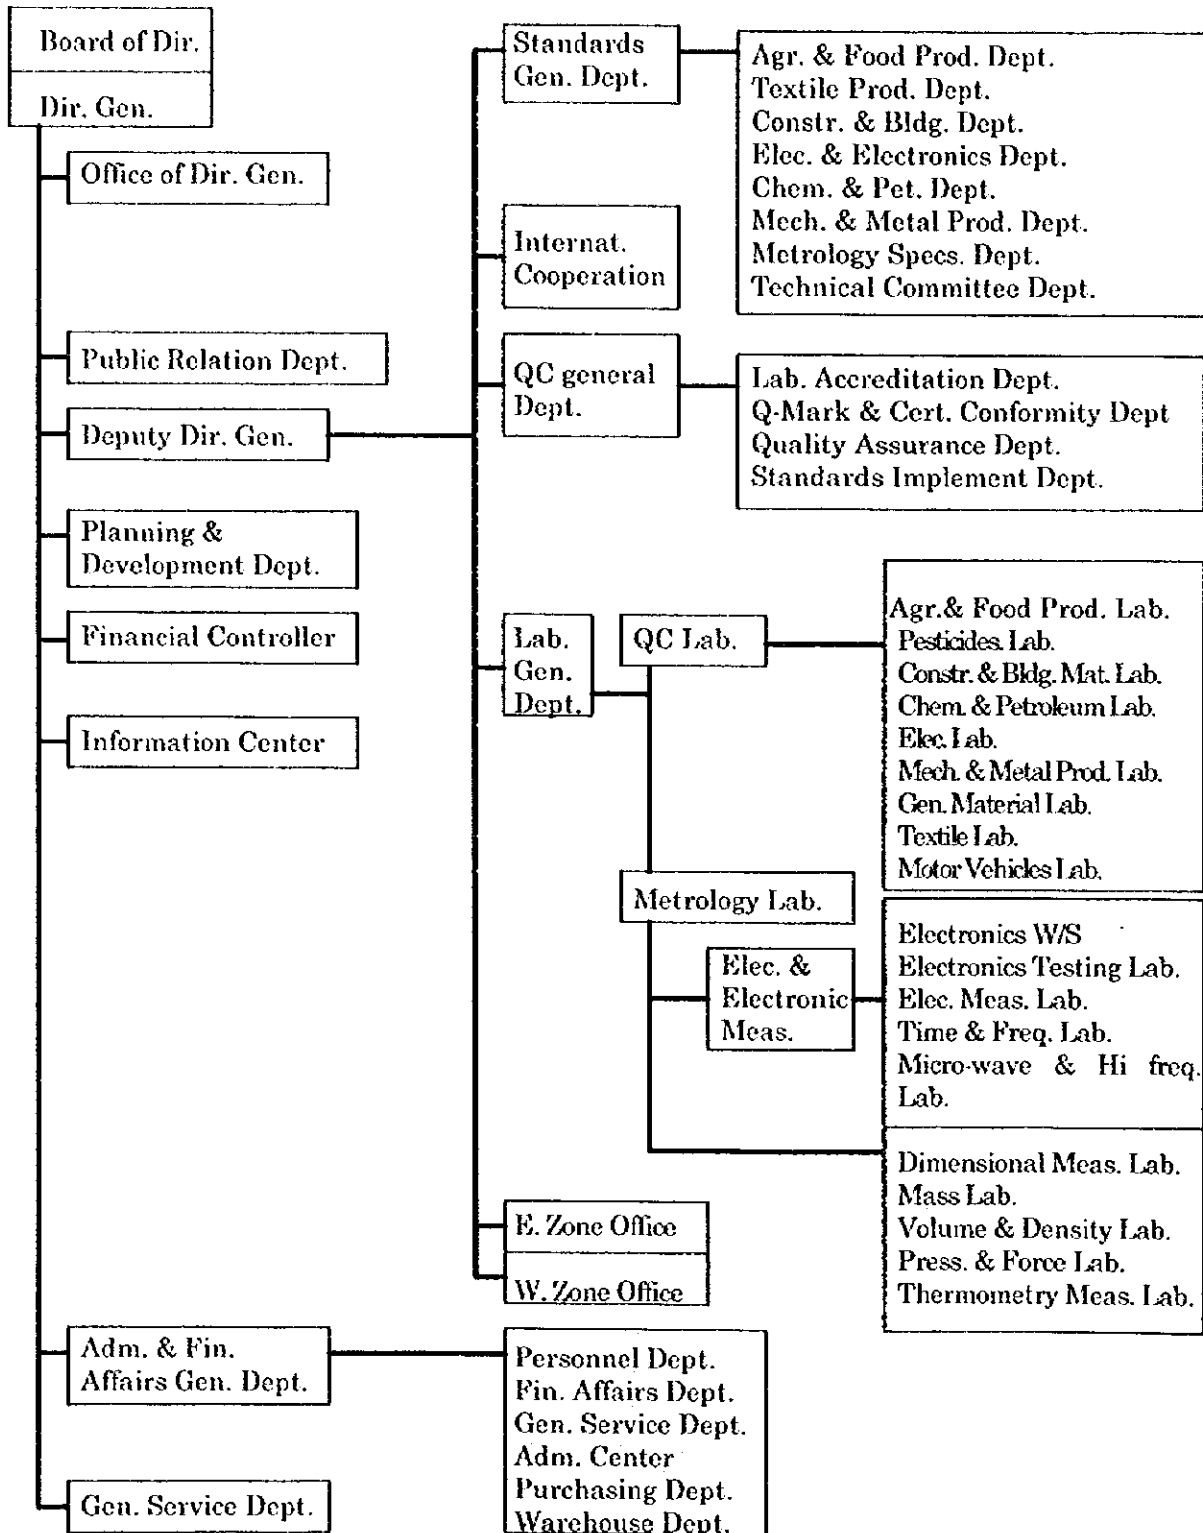 Board of Dir.
Dir. Gen.
Office of Dir. Gen.
Public Relation Dept.
Deputy Dir. Gen.
Planning &
Development Dept.
Financial Controller
Information Center
Adm. & Fin.
Affairs Gen. Dept.
Gen. Service Dept.
Standards
Gen. Dept.
Internat.
Cooperation
QC general
Dept.
Lab.
Gen.
Dept.
E. Zone Office
W. Zone Office
Personnel Dept.
Fin. Affairs Dept.
Gen. Service Dept.
Adm. Center
Purchasing Dept.
Warehouse Dept.
Agr. & Food Prod. Dept.
Textile Prod. Dept.
Constr. & Bldg. Dept.
Elec. & Electronics Dept.
Chem. & Pet. Dept.
Mech. & Metal Prod. Dept.
Metrology Specs. Dept.
Technical Committee Dept.
Lab. Accreditation Dept.
Q-Mark & Cert. Conformity Dept
Quality Assurance Dept.
Standards Implement Dept.
QC Lab.
Metrology Lab.
Elec. &
Electronic
Meas.
Agr.& Food Prod. Lab.
Pesticides. Lab.
Constr. & Bldg. Mat. Lab.
Chem. & Petroleum Lab.
Elec. Lab.
Mech. & Metal Prod. Lab.
Gen. Material Lab.
Textile Lab.
Motor Vehicles Lab.
Electronics W/S
Electronics Testing Lab.
Elec. Meas. Lab.
Time & Freq. Lab.
Micro-wave & Hi freq.
Lab.
Dimensional Meas. Lab.
Mass Lab.
Volume & Density Lab.
Press. & Force Lab.
Thermometry Meas. Lab.